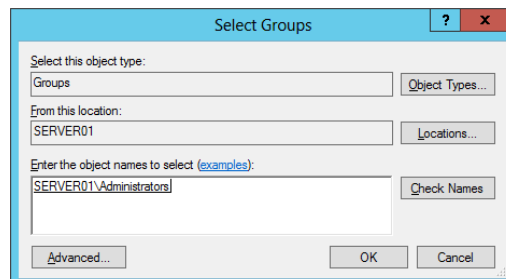 Select Groups
? x
Select this object type:
Groups
Object Types...
From this location:
SERVER01
Locations...
Enter the object names to select (examples):
SERVER01\Administrators
Check Names
Advanced...
OK
Cancel